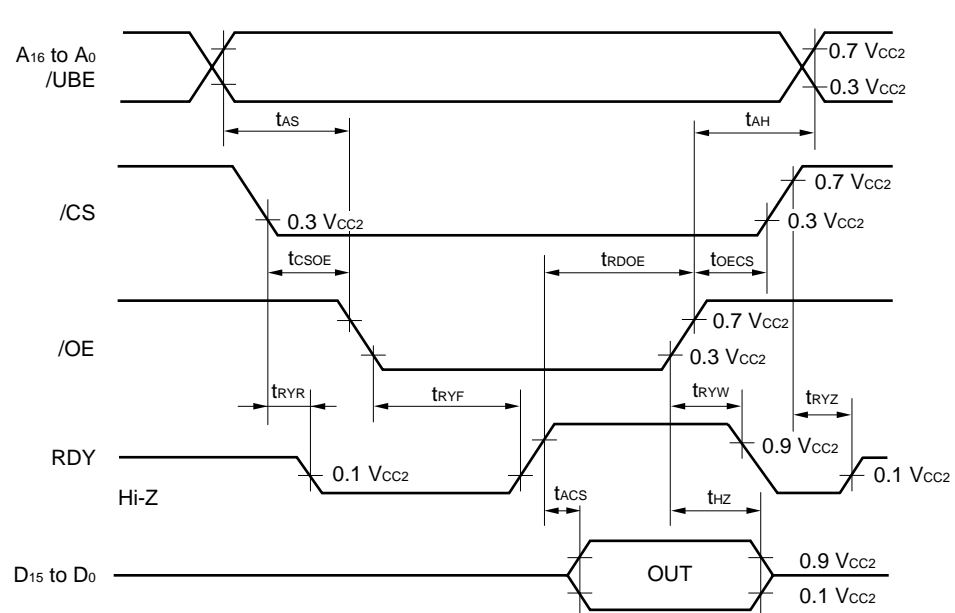 A16 to A0
/UBE
0.7 VCC2
0.3 VCC2
tAS
tAH
/CS
0.7 VCC2
0.3 VCC2
0.3 VCC2
tCSOE
tRDOE
tOECS
/OE
0.7 VCC2
0.3 VCC2
tRYR
tRYF
tRYW
tRYZ
RDY
0.9 VCC2
0.1 VCC2
0.1 VCC2
Hi-Z
tACS
tHZ
D15 to D0
OUT
0.9 VCC2
0.1 VCC2